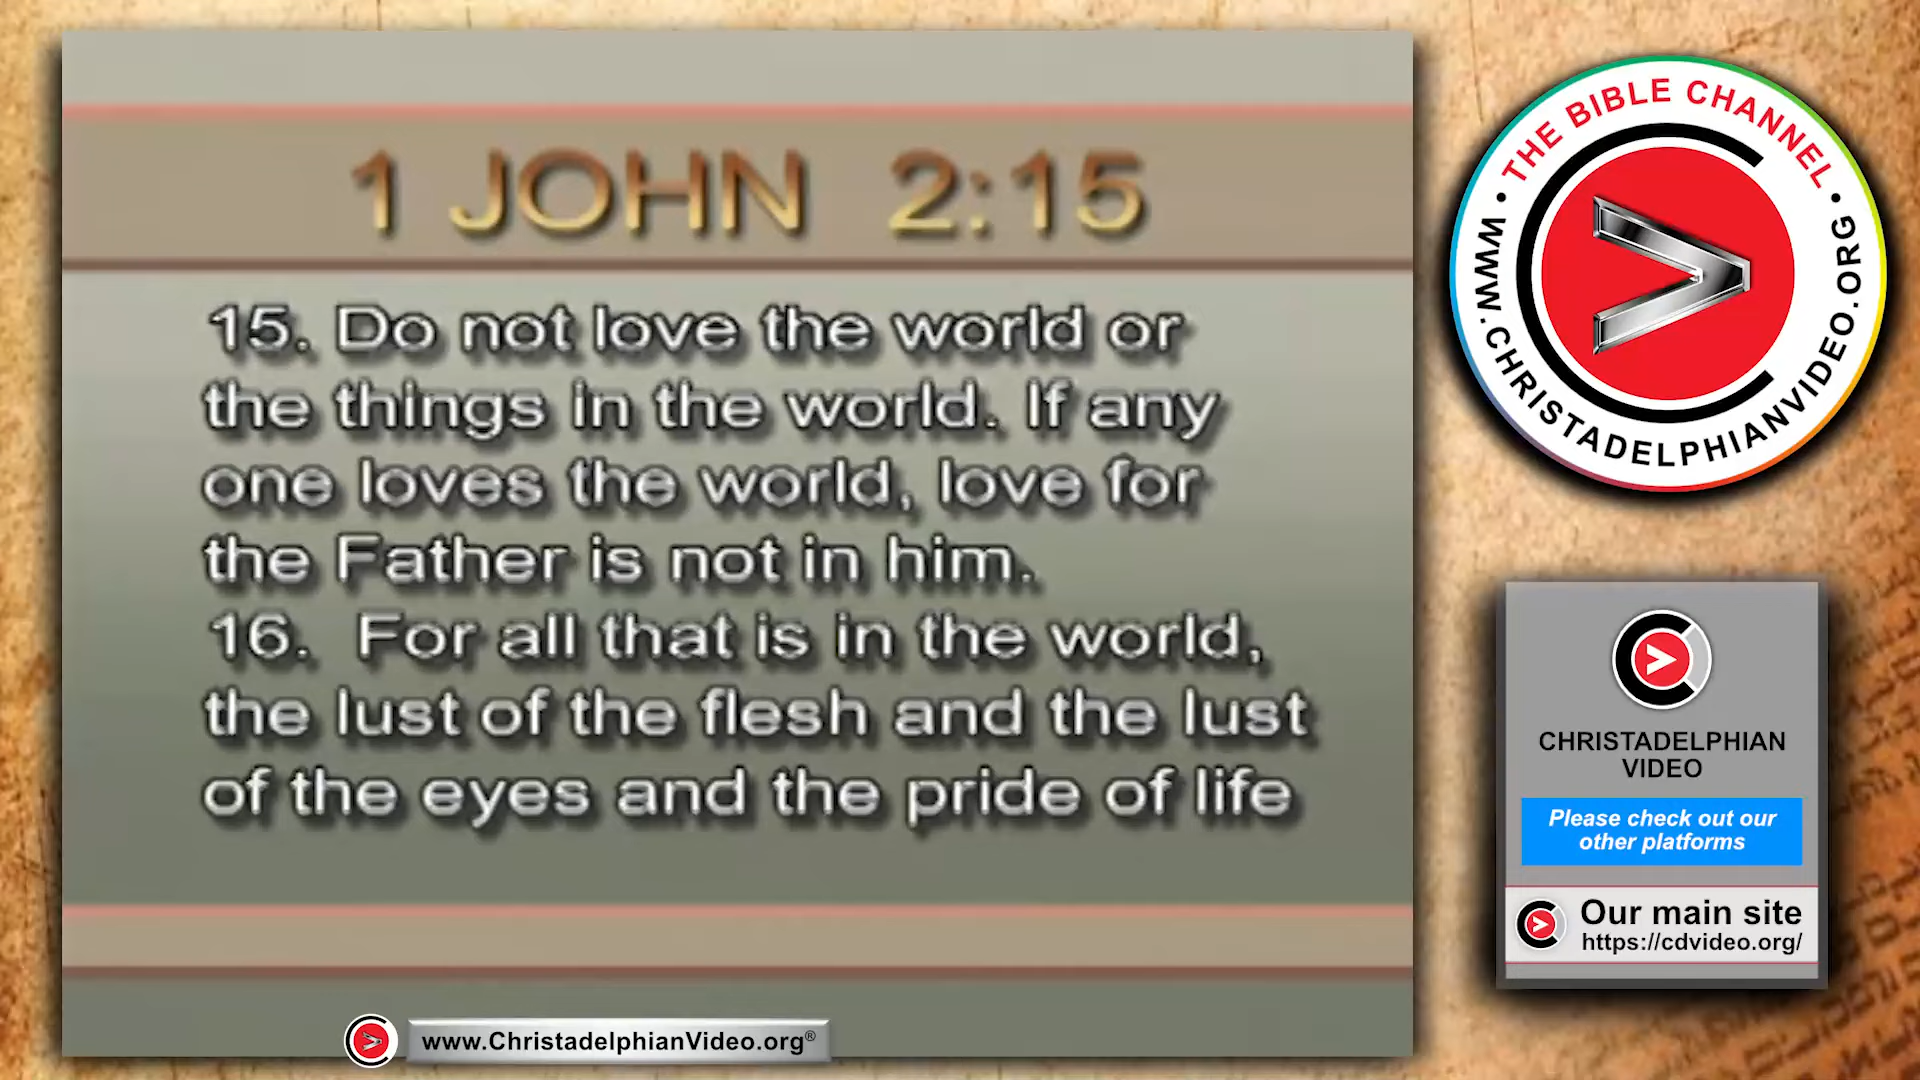 1 JOHN 2:15
15. Do not love the world or
the things in the world. If any
one loves the world, love for
the Father is not in him.
16. For all that is in the world,
the lust of the flesh and the lust
of the eyes and the pride of life
www.ChristadelphianVideo.org®
• THE BIBLE CHANNEL •
WWW.CHRISTADELPHIANVIDEO.ORG
CHRISTADELPHIAN
VIDEO
Please check out our
other platforms
Our main site
https://cdvideo.org/